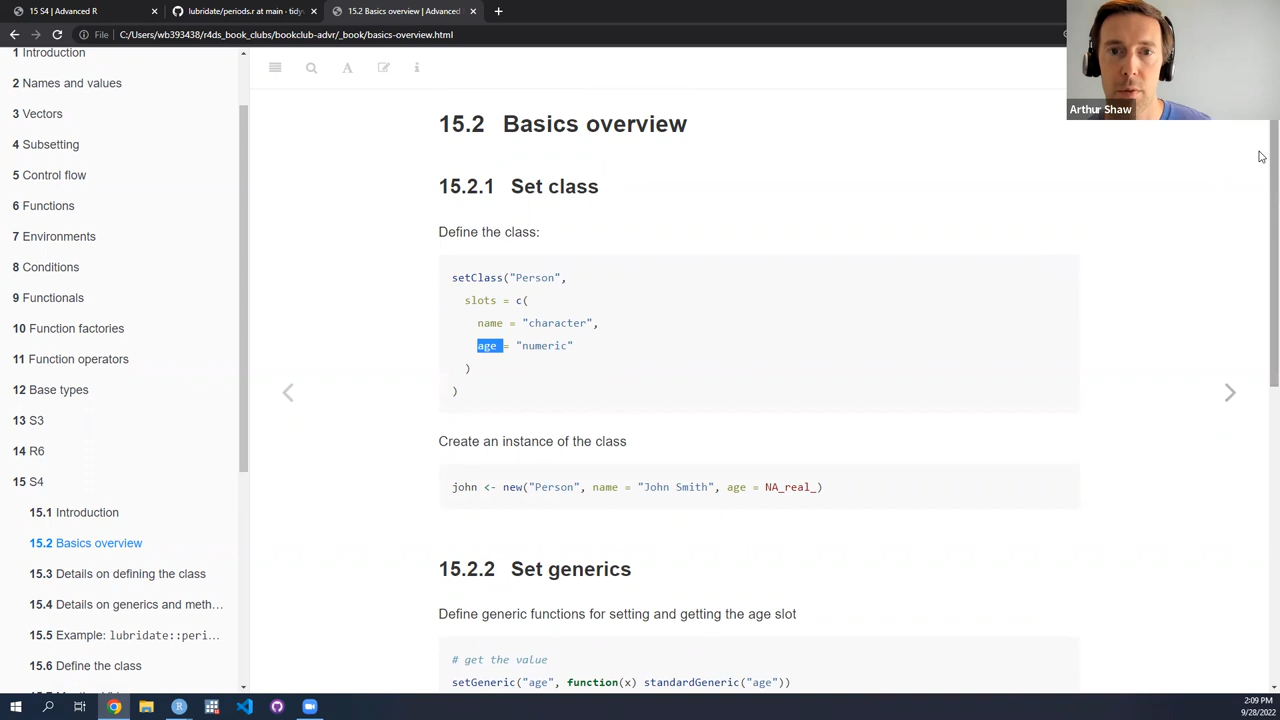 15 S4 | Advanced R
lubridate/periods.r at main · tidy
15.2 Basics overview | Advanced
File
C:/Users/wb393438/r4ds_book_clubs/bookclub-advr/_book/basics-overview.html
1 Introduction
2 Names and values
3 Vectors
4 Subsetting
5 Control flow
6 Functions
7 Environments
8 Conditions
9 Functionals
10 Function factories
11 Function operators
12 Base types
13 S3
14 R6
15 S4
15.1 Introduction
15.2 Basics overview
15.3 Details on defining the class
15.4 Details on generics and meth…
15.5 Example: lubridate::peri...
15.6 Define the class
15.2 Basics overview
15.2.1 Set class
Define the class:
setClass("Person",
slots = c(
name = "character",
age = "numeric"
)
)
Create an instance of the class
john <- new("Person", name = "John Smith", age = NA_real_)
15.2.2 Set generics
Define generic functions for setting and getting the age slot
# get the value
setGeneric("age", function(x) standardGeneric("age"))
Arthur Shaw
2:09 PM
9/28/2022